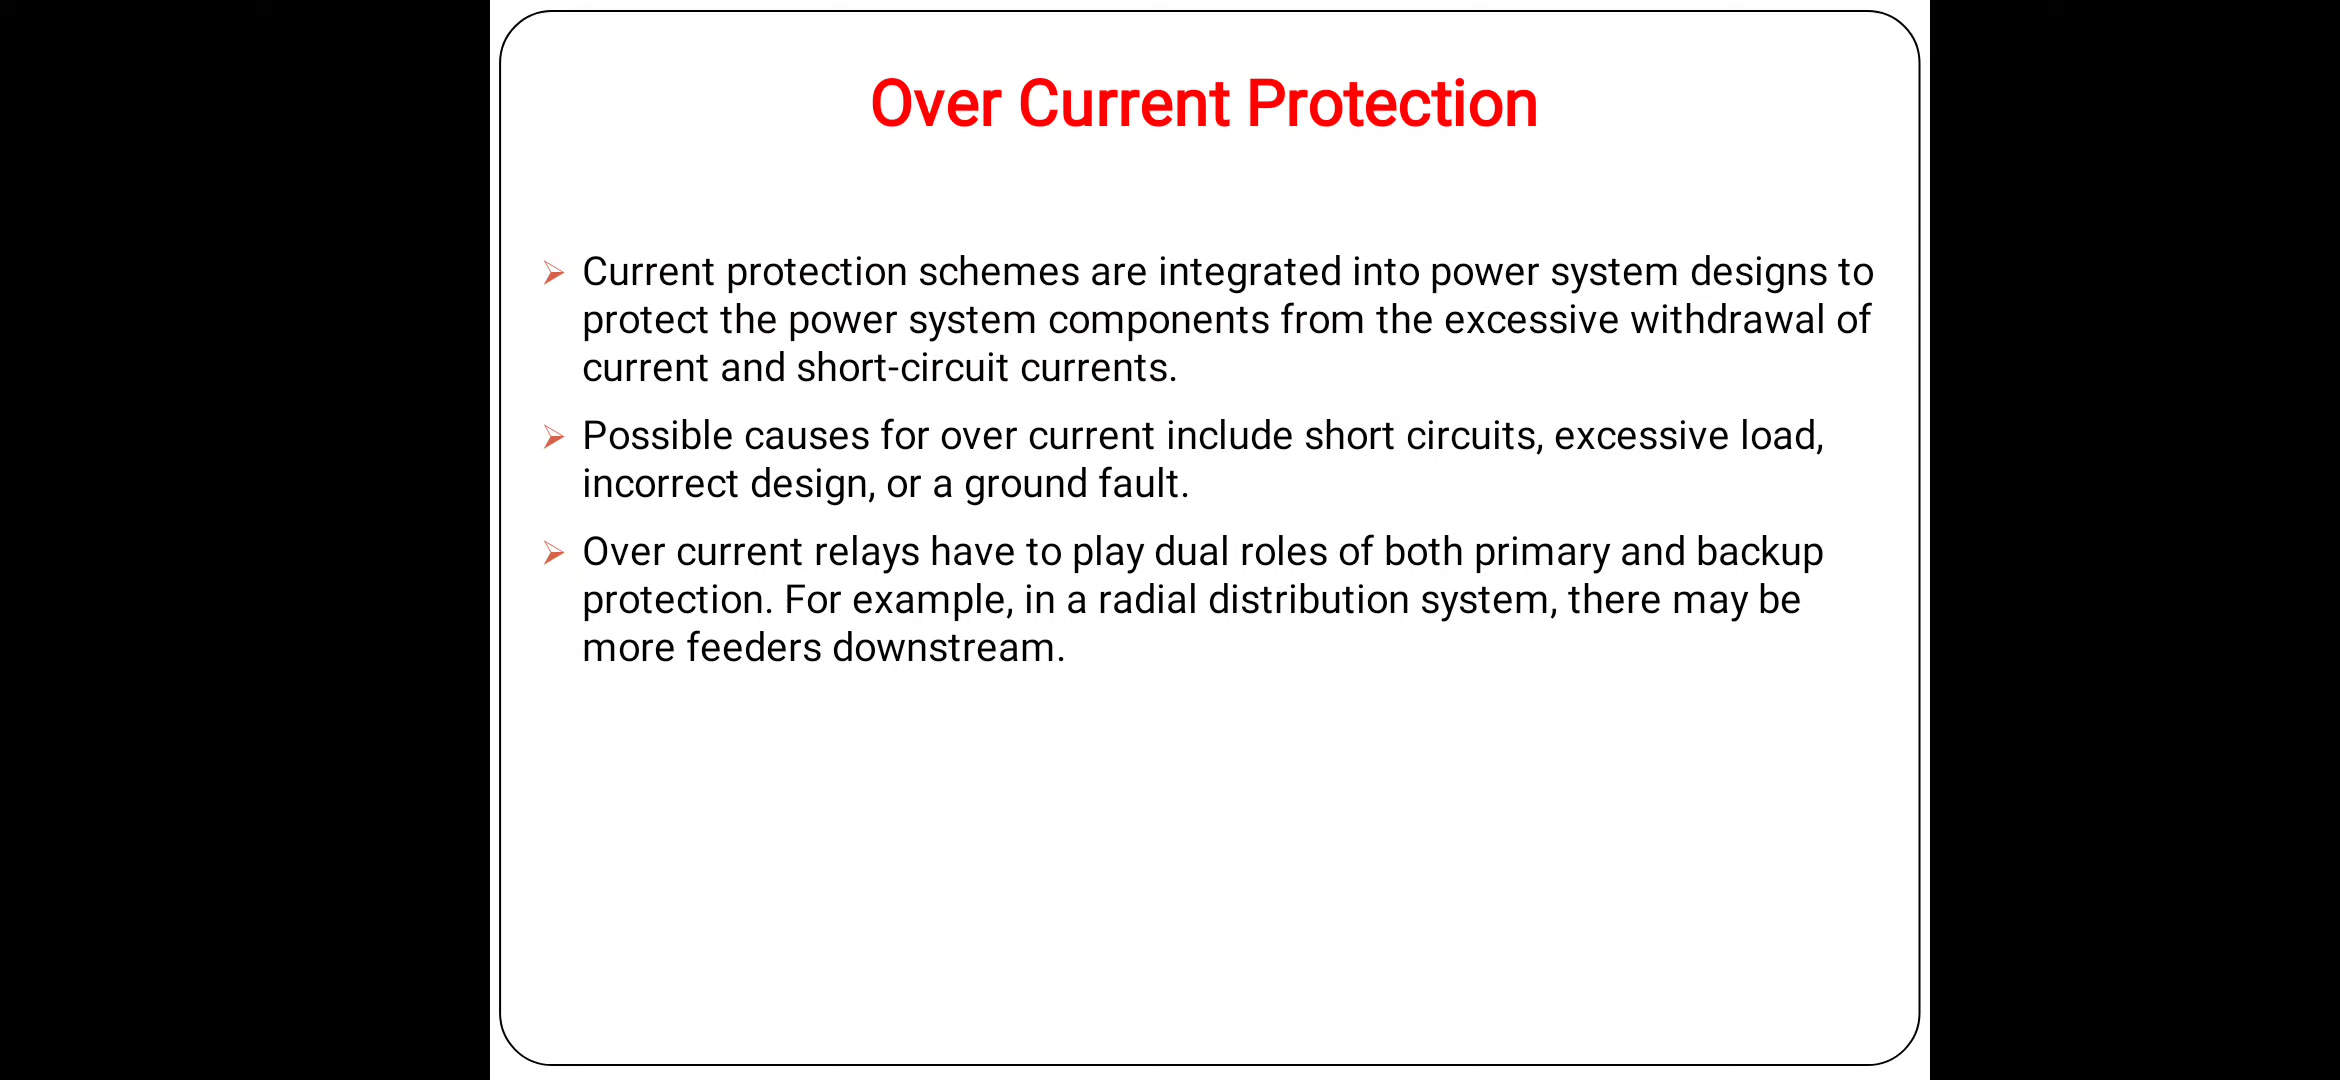 Over Current Protection
Current protection schemes are integrated into power system designs to
protect the power system components from the excessive withdrawal of
current and short-circuit currents.
Possible causes for over current include short circuits, excessive load,
incorrect design, or a ground fault.
Over current relays have to play dual roles of both primary and backup
protection. For example, in a radial distribution system, there may be
more feeders downstream.